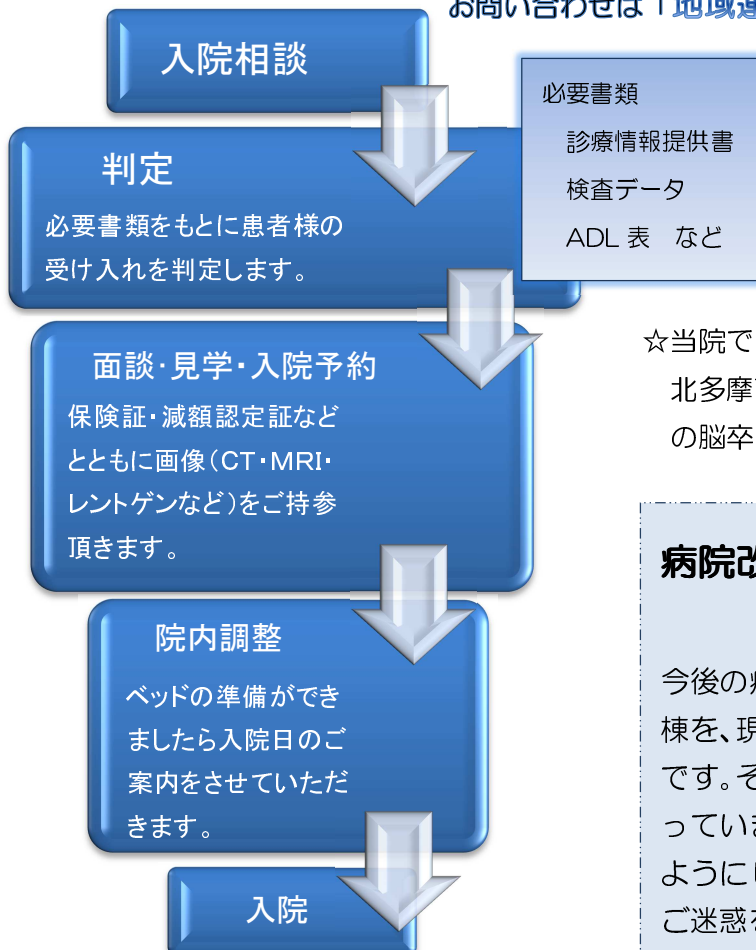 お問い合わせは「地域連
入院相談
必要書類
診療情報提供書
検査データ
ADL 表　など
判定
必要書類をもとに患者様の
受け入れを判定します。
面談・見学・入院予約
保険証・減額認定証など
とともに画像（CT・MRI・
レントゲンなど）をご持参
頂きます。
院内調整
ベッドの準備ができ
ましたら入院日のご
案内をさせていただ
きます。
入院
☆当院で
北多摩
の脳卒
病院改
今後の病
棟を、現
です。そ
ってい
ように
ご迷惑を